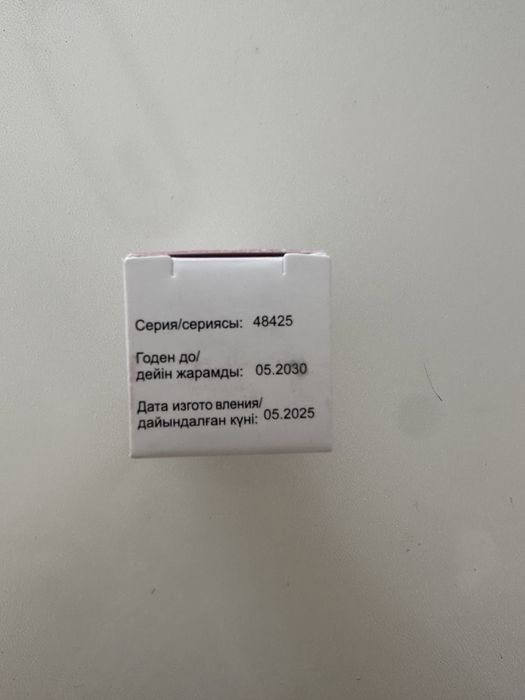 Серия/сериясы: 48425
Годен до/
дейін жарамды: 05.2030
Дата изгото вления/
дайындалған күні: 05.2025